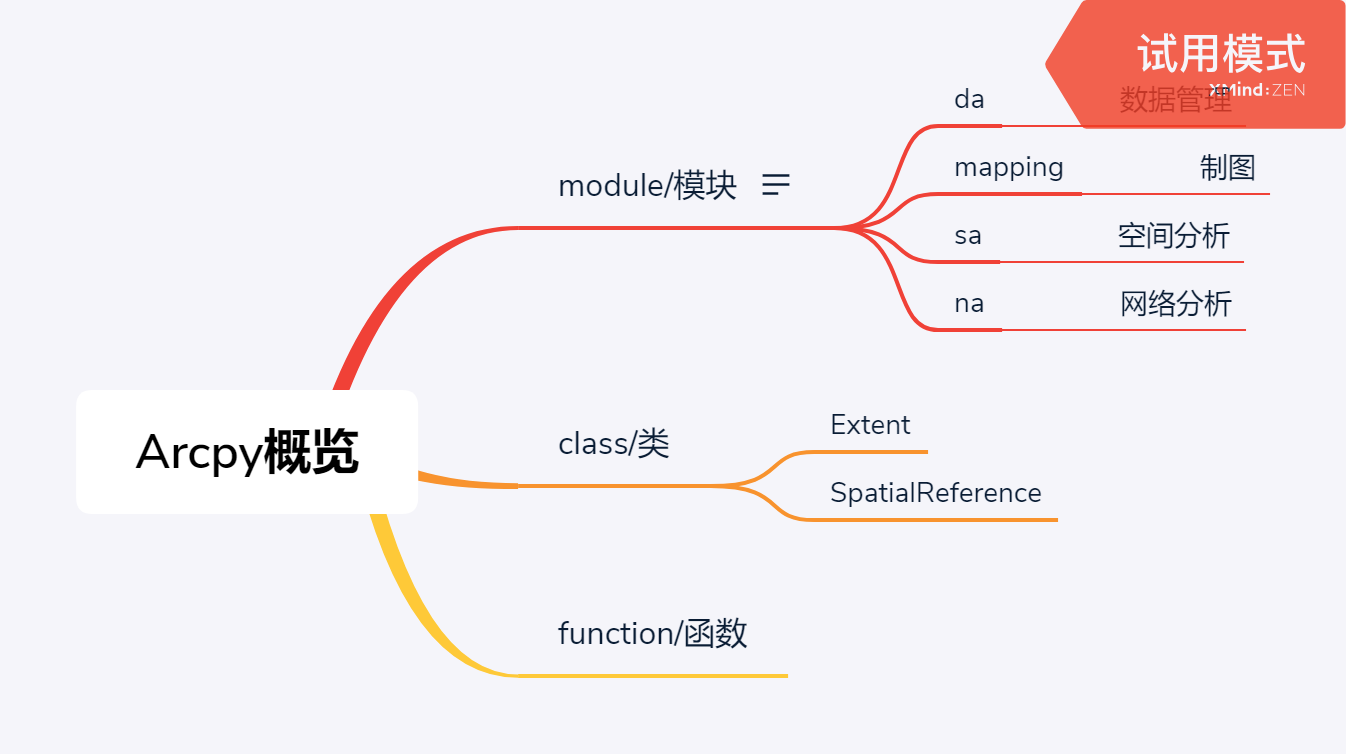 试用模式
XMind:ZEN
da 数据管理
mapping 制图
module/模块
sa 空间分析
na 网络分析
Extent
class/类
Arcpy概览
SpatialReference
function/函数